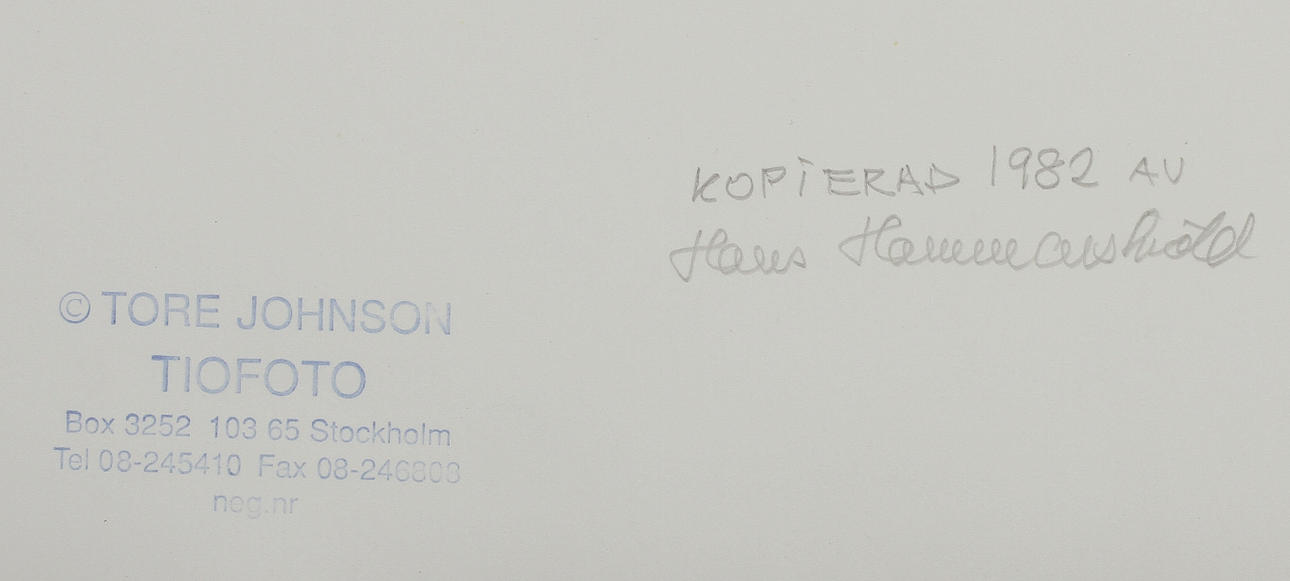 KOPIERAD 1982 AV
Hans Hammarskiöld
© TORE JOHNSON
TIOFOTO
Box 3252 103 65 Stockholm
Tel 08-245410 Fax 08-246803
neg.nr